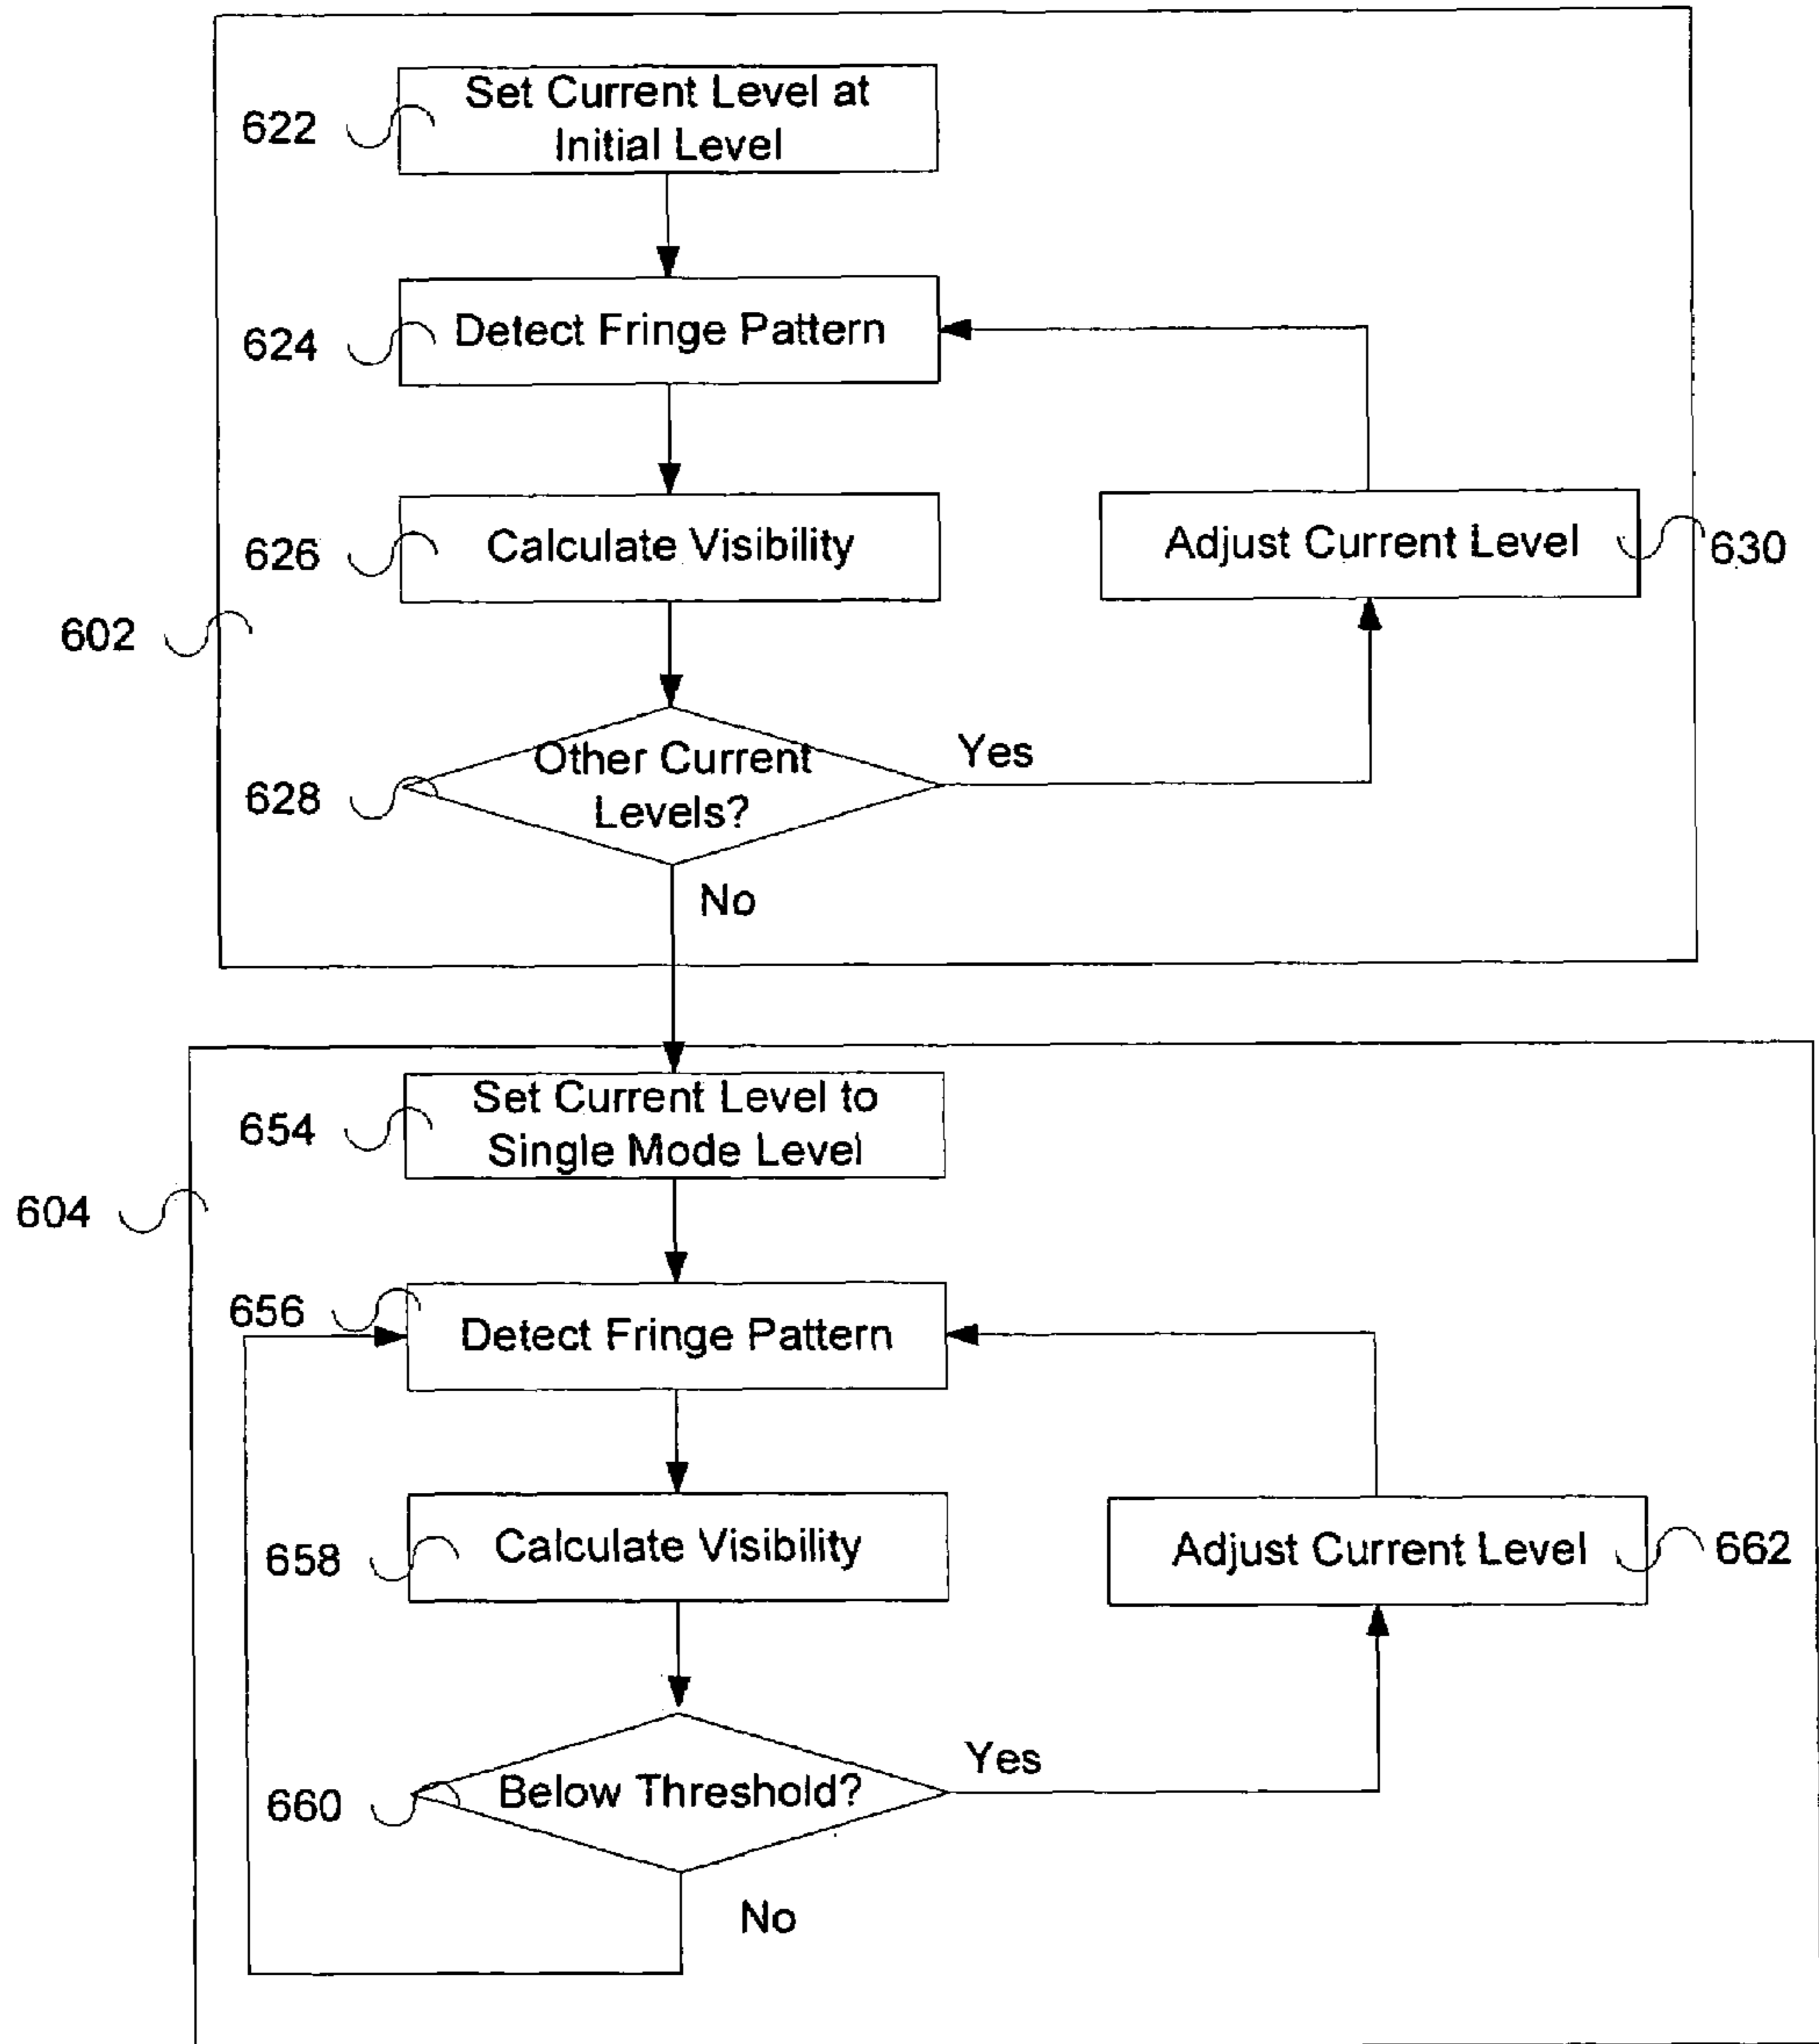 622
Set Current Level at
Initial Level
624
Detect Fringe Pattern
626
Calculate Visibility
Adjust Current Level
630
602
628
Other Current
Levels?
Yes
No
654
Set Current Level to
Single Mode Level
604
656
Detect Fringe Pattern
658
Calculate Visibility
Adjust Current Level
662
660
Below Threshold?
Yes
No